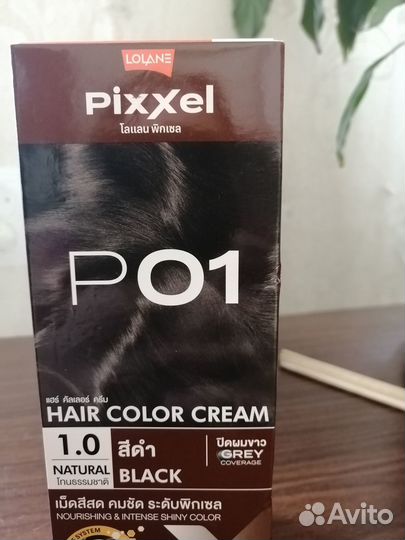 LOLANE
Pixxel
โลแลน พิกเซล
P01
แฮร์ คัลเลอร์ ครีม
HAIR COLOR CREAM
1.0
NATURAL
โทนธรรมชาติ
สีดำ
BLACK
ปิดผมขาว
GREY
COVERAGE
เม็ดสีสด คมชัด ระดับพิกเซล
NOURISHING & INTENSE SHINY COLOR
SYSTEM
Avito